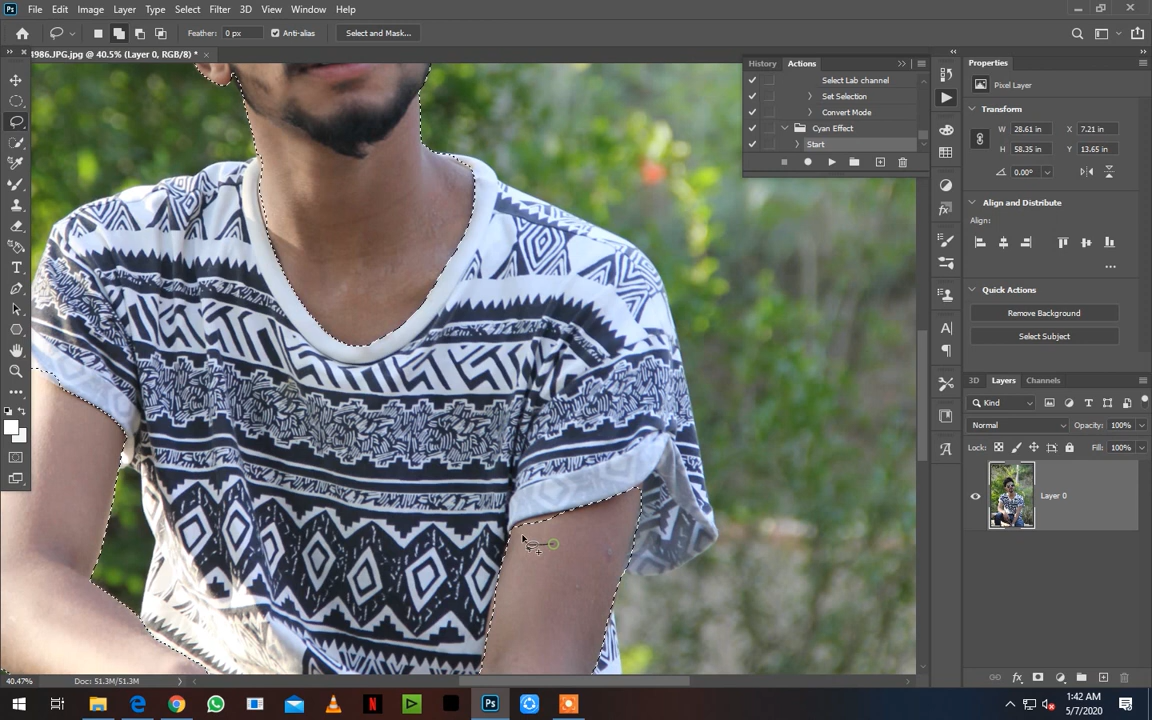 Ps File Edit Image Layer Type Select Filter 3D View Window Help
Feather: 0 px Anti-alias Select and Mask...
4986.JPG.jpg @ 40.5% (Layer 0, RGB/8) * ×
History Actions
Select Lab channel
Set Selection
Convert Mode
Cyan Effect
Start
Properties
Pixel Layer
Transform
W 28.61 in X 7.21 in
H 58.35 in Y 13.65 in
0.00°
Align and Distribute
Align:
Quick Actions
Remove Background
Select Subject
3D Layers Channels
Kind
Normal Opacity: 100%
Lock: Fill: 100%
Layer 0
40.47% Doc: 51.3M/51.3M
1:42 AM
5/7/2020